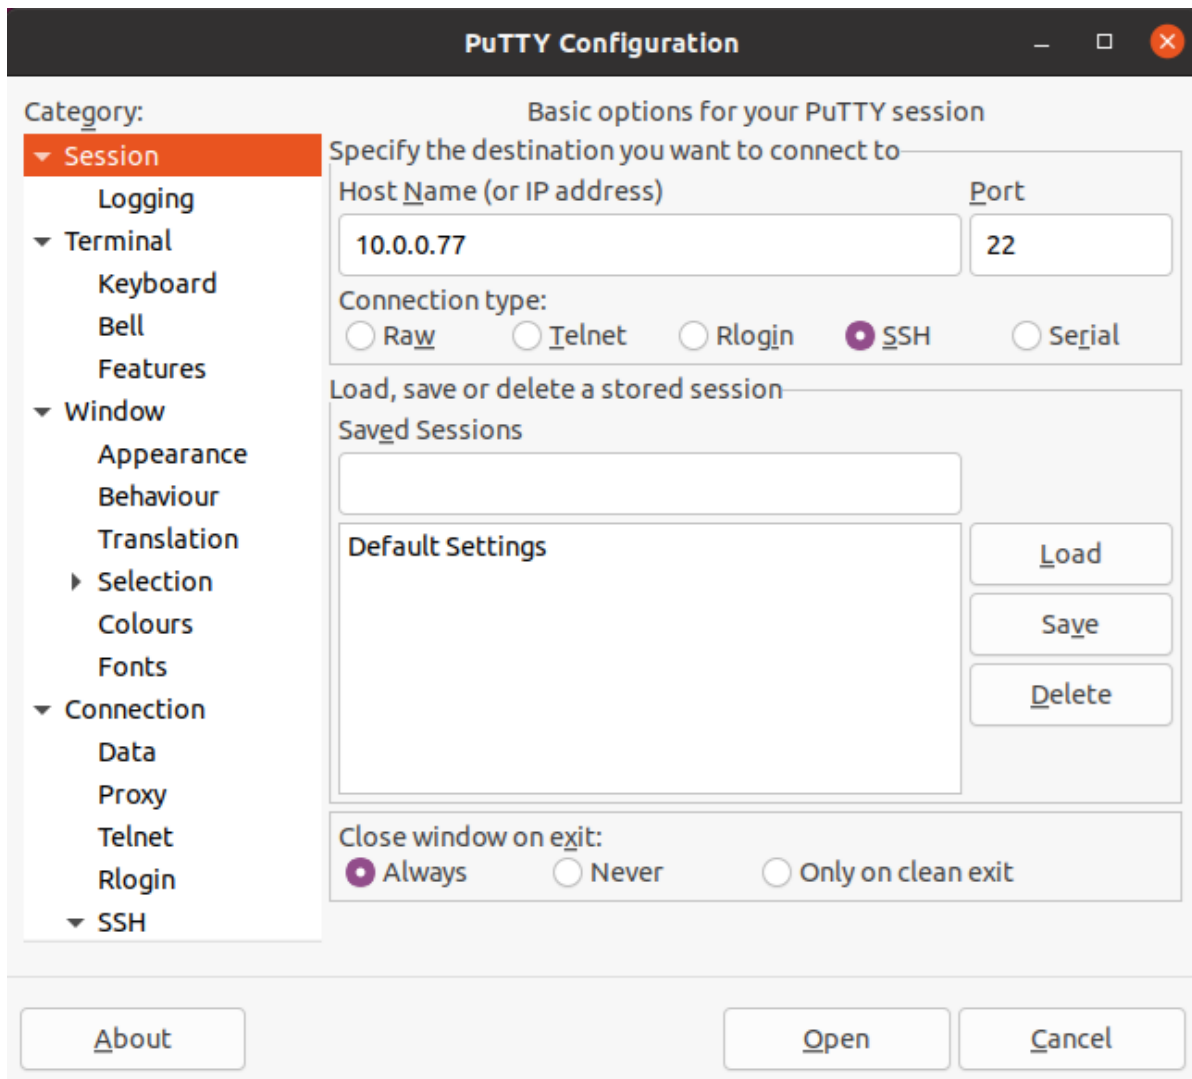 PuTTY Configuration
Category:
Session
Logging
Terminal
Keyboard
Bell
Features
Window
Appearance
Behaviour
Translation
Selection
Colours
Fonts
Connection
Data
Proxy
Telnet
Rlogin
SSH
Basic options for your PuTTY session
Specify the destination you want to connect to
Host Name (or IP address) Port
10.0.0.77 22
Connection type:
Raw Telnet Rlogin SSH Serial
Load, save or delete a stored session
Saved Sessions
Default Settings
Load
Save
Delete
Close window on exit:
Always Never Only on clean exit
About Open Cancel